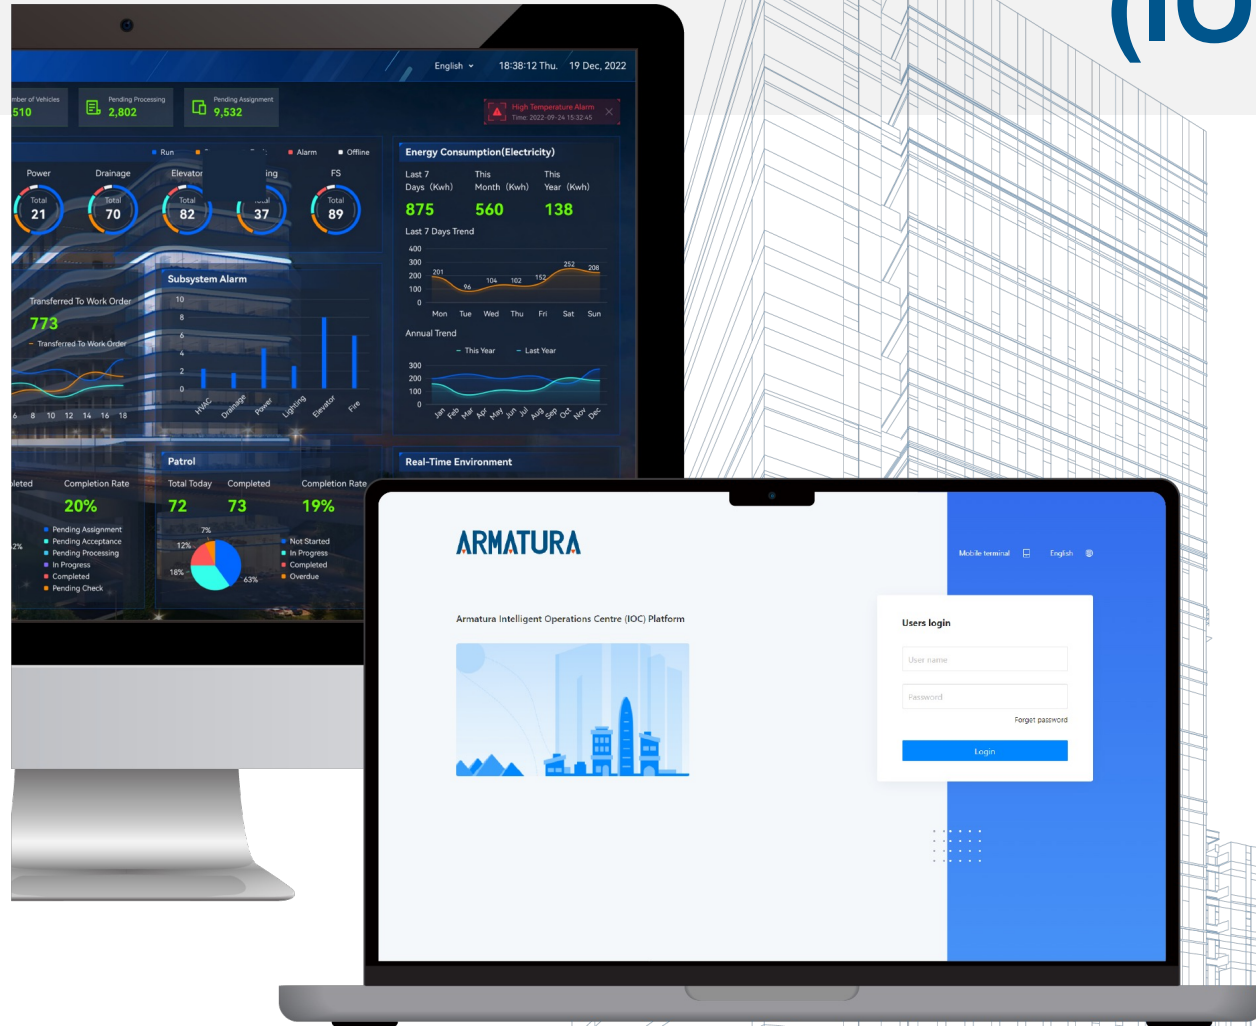 (IO
English
18:38:12 Thu. 19 Dec, 2022
mber of Vehicles
510
Pending Processing
2,802
Pending Assignment
9,532
High Temperature Alarm
Time: 2022-09-24 15:32:45
Run
Alarm
Offline
Power
Drainage
Elevator
ing
FS
Total
21
Total
70
Total
82
37
Total
89
Energy Consumption(Electricity)
Last 7
Days (Kwh)
This
Month (Kwh)
This
Year (Kwh)
875
560
138
Last 7 Days Trend
400
300
200
100
0
201
96
104
102
152
252
208
Mon Tue Wed Thu Fri Sat Sun
Annual Trend
This Year
Last Year
300
200
100
0
Jan Feb Mar Apr May Jun Jul Aug Sep Oct Nov Dec
Transferred To Work Order
773
Transferred To Work Order
6 8 10 12 14 16 18
Subsystem Alarm
10
8
6
4
2
0
HVAC Drainage Power Lighting Elevator Fire
pleted
Completion Rate
20%
2%
Pending Assignment
Pending Acceptance
Pending Processing
In Progress
Completed
Pending Check
Patrol
Total Today
Completed
Completion Rate
72
73
19%
7%
12%
18%
63%
Not Started
In Progress
Completed
Overdue
Real-Time Environment
ARMATURA
Mobile terminal
English
Armatura Intelligent Operations Centre (IOC) Platform
Users login
User name
Password
Forget password
Login